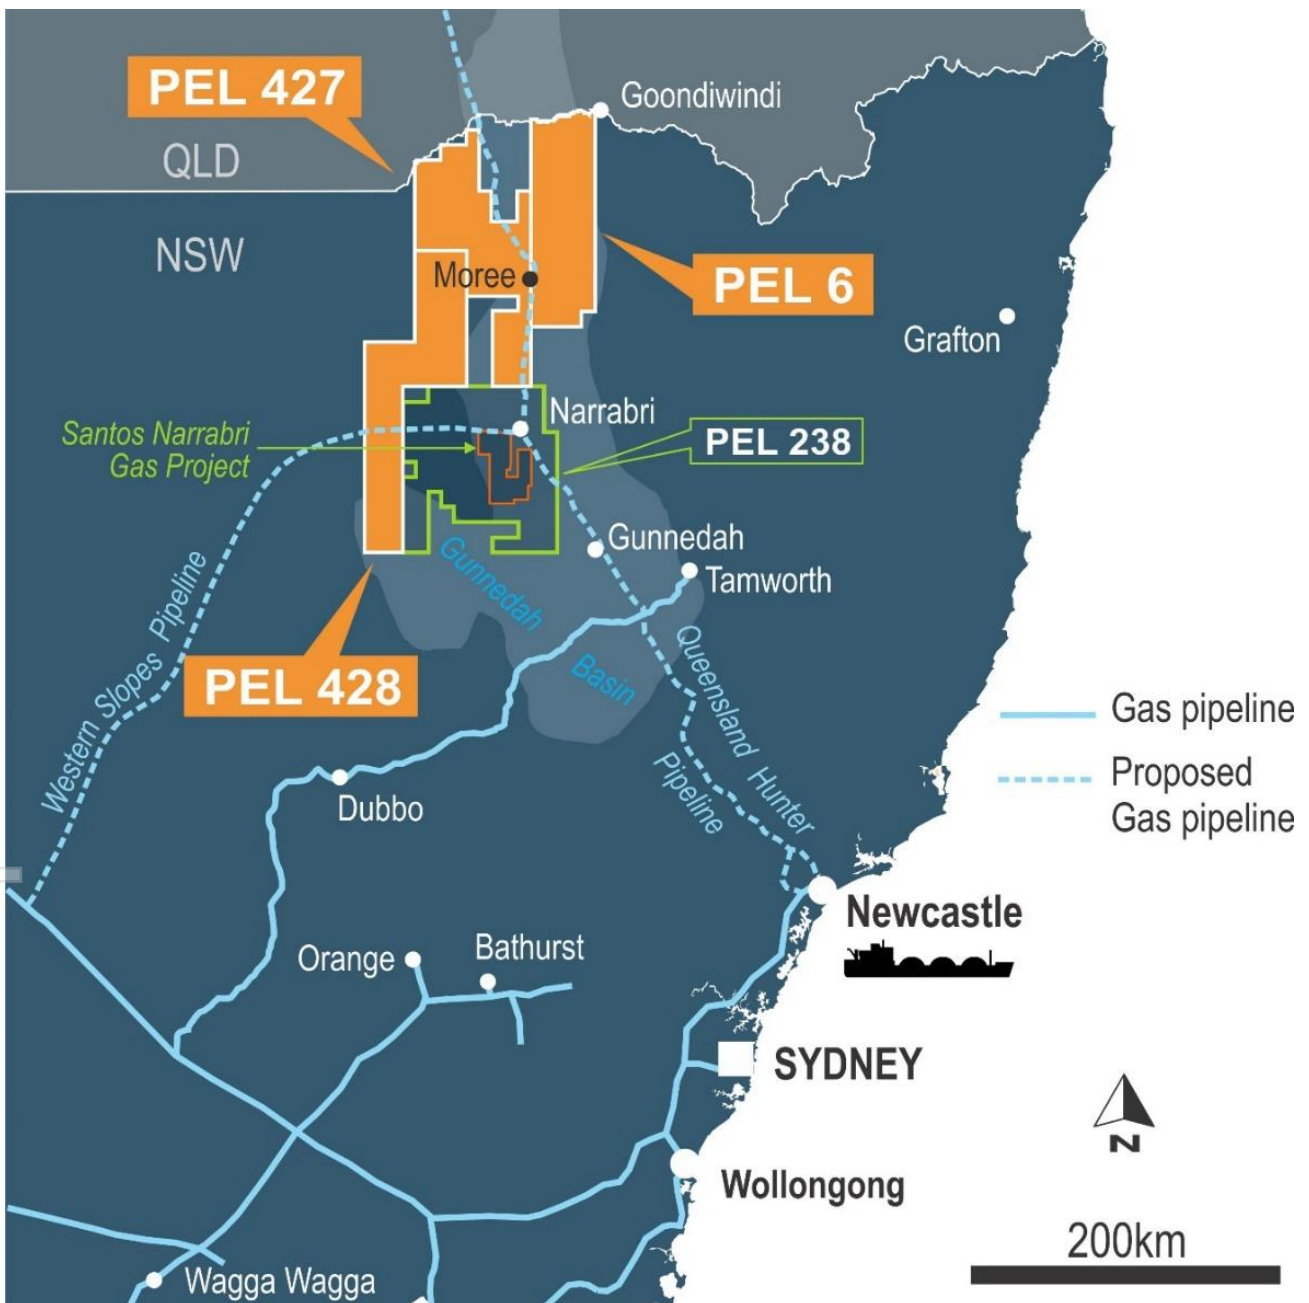 PEL 427
Goondiwindi
QLD
NSW
Moree
PEL 6
Grafton
Narrabri
Santos Narrabri
Gas Project
PEL 238
Gunnedah
Tamworth
Gunnedah
Basin
Western Slopes Pipeline
PEL 428
Queensland Hunter
Pipeline
Gas pipeline
Proposed
Gas pipeline
Dubbo
Newcastle
Orange
Bathurst
SYDNEY
N
Wollongong
200km
Wagga Wagga